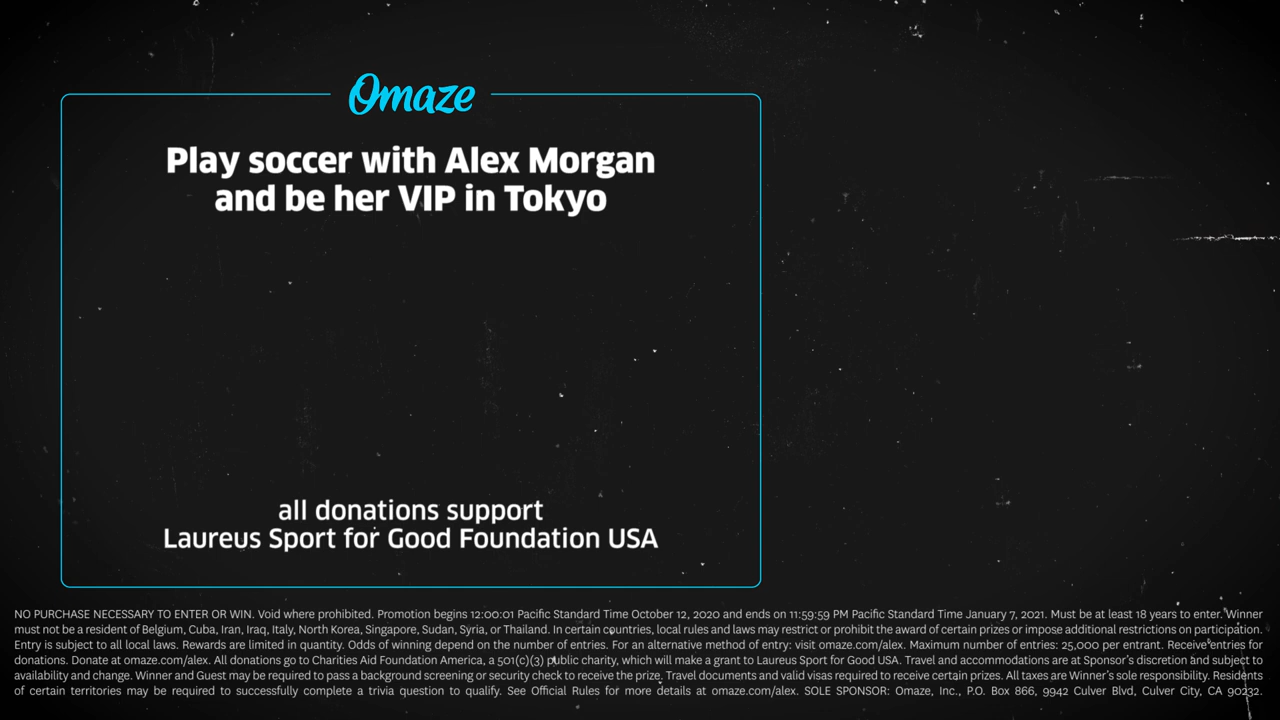 Omaze
Play soccer with Alex Morgan
and be her VIP in Tokyo
all donations support
Laureus Sport for Good Foundation USA
NO PURCHASE NECESSARY TO ENTER OR WIN. Void where prohibited. Promotion begins 12:00:01 Pacific Standard Time October 12, 2020 and ends on 11:59:59 PM Pacific Standard Time January 7, 2021. Must be at least 18 years to enter. Winner
must not be a resident of Belgium, Cuba, Iran, Iraq, Italy, North Korea, Singapore, Sudan, Syria, or Thailand. In certain countries, local rules and laws may restrict or prohibit the award of certain prizes or impose additional restrictions on participation.
Entry is subject to all local laws. Rewards are limited in quantity. Odds of winning depend on the number of entries. For an alternative method of entry: visit omaze.com/alex. Maximum number of entries: 25,000 per entrant. Receive entries for
donations. Donate at omaze.com/alex. All donations go to Charities Aid Foundation America, a 501(c)(3) public charity, which will make a grant to Laureus Sport for Good USA. Travel and accommodations are at Sponsor's discretion and subject to
availability and change. Winner and Guest may be required to pass a background screening or security check to receive the prize. Travel documents and valid visas required to receive certain prizes. All taxes are Winner's sole responsibility. Residents
of certain territories may be required to successfully complete a trivia question to qualify. See Official Rules for more details at omaze.com/alex. SOLE SPONSOR: Omaze, Inc., P.O. Box 866, 9942 Culver Blvd, Culver City, CA 90232.